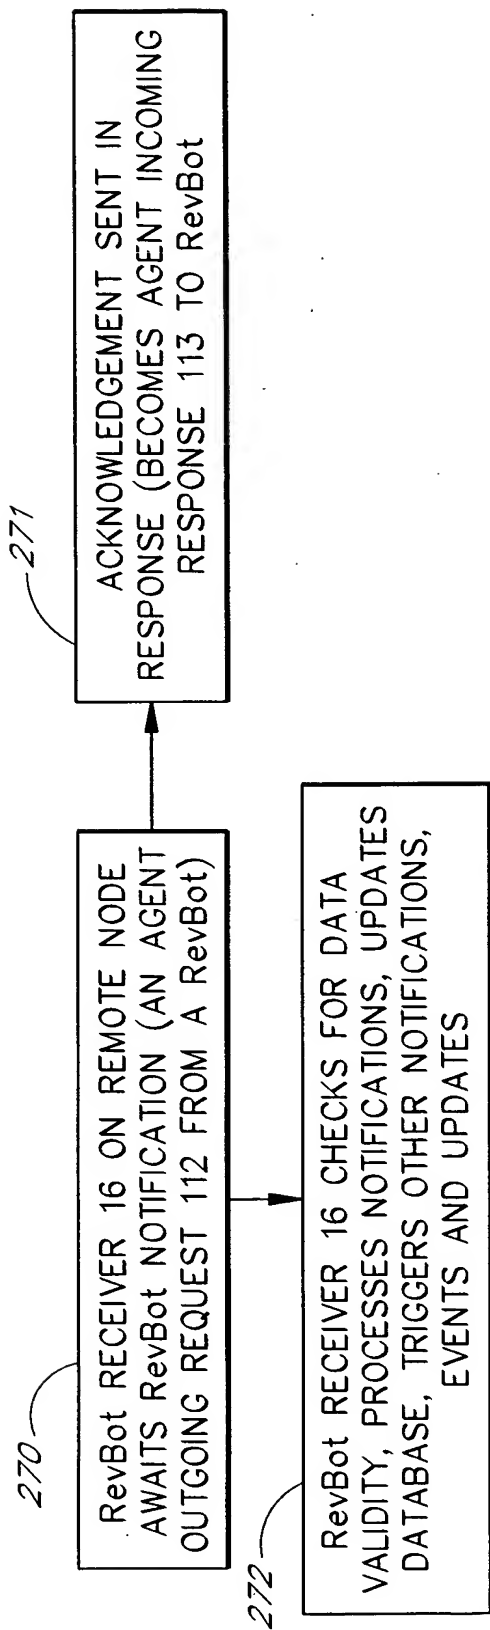 270
RevBot RECEIVER 16 ON REMOTE NODE
AWAITS RevBot NOTIFICATION (AN AGENT
OUTGOING REQUEST 112 FROM A RevBot)
271
ACKNOWLEDGEMENT SENT IN
RESPONSE (BECOMES AGENT INCOMING
RESPONSE 113 TO RevBot
272
RevBot RECEIVER 16 CHECKS FOR DATA
VALIDITY, PROCESSES NOTIFICATIONS, UPDATES
DATABASE, TRIGGERS OTHER NOTIFICATIONS,
EVENTS AND UPDATES